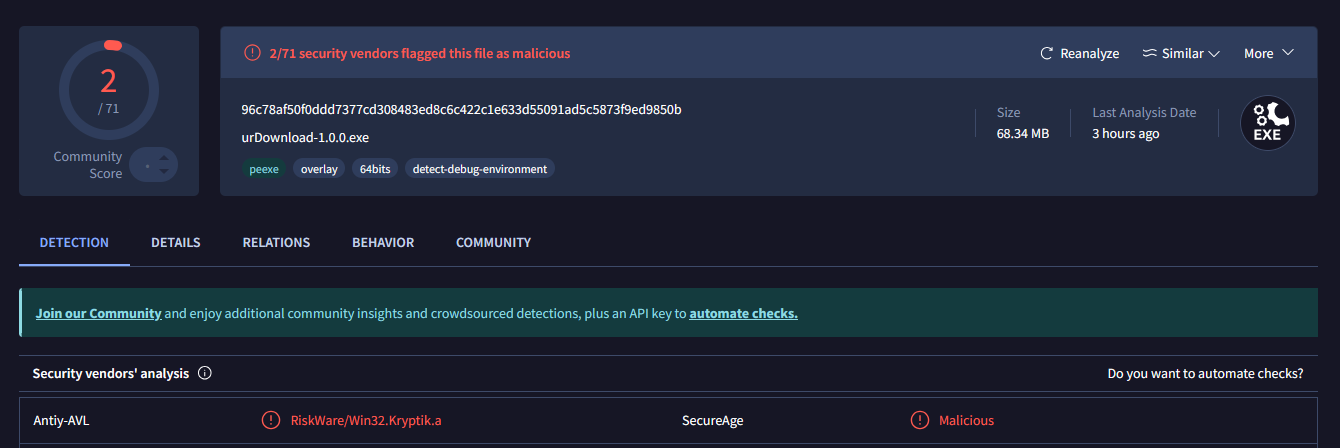 2
/ 71
Community
Score
2/71 security vendors flagged this file as malicious
Reanalyze
Similar
More
96c78af50f0ddd7377cd308483ed8c6c422c1e633d55091ad5c5873f9ed9850b
urDownload-1.0.0.exe
peexe
overlay
64bits
detect-debug-environment
Size
68.34 MB
Last Analysis Date
3 hours ago
EXE
DETECTION
DETAILS
RELATIONS
BEHAVIOR
COMMUNITY
Join our Community and enjoy additional community insights and crowdsourced detections, plus an API key to automate checks.
Security vendors' analysis
Do you want to automate checks?
Antiy-AVL
RiskWare/Win32.Kryptik.a
SecureAge
Malicious